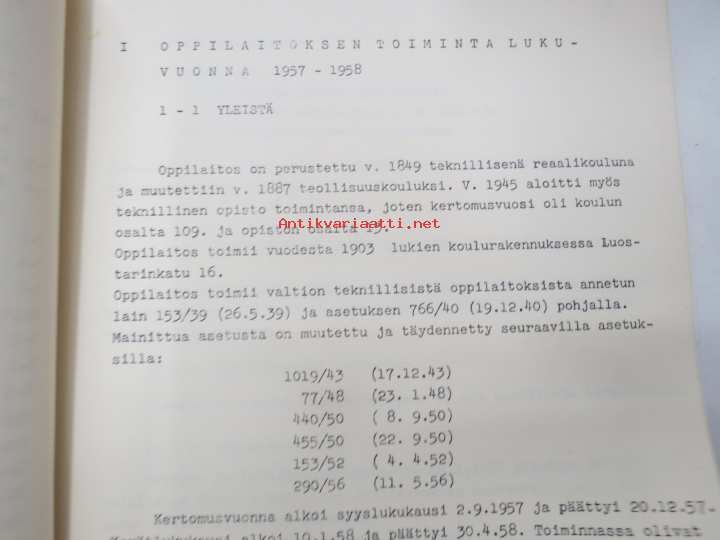 I OPPILAITOKSEN TOIMINTA LUKU-
VUONNA 1957 - 1958
1 - 1 YLEISTÄ
Oppilaitos on perustettu v. 1849 teknillisenä reaalikouluna
ja muutettiin v. 1887 teollisuuskouluksi. V. 1945 aloitti myös
teknillinen opisto toimintansa, joten kertomusvuosi oli koulun
Antikvariaatti.net
osalta 109. ja opiston osalta 13.
Oppilaitos toimii vuodesta 1903 lukien koulurakennuksessa Luos-
tarinkatu 16.
Oppilaitos toimii valtion teknillisistä oppilaitoksista annetun
lain 153/39 (26.5.39) ja asetuksen 766/40 (19.12.40) pohjalla.
Mainittua asetusta on muutettu ja täydennetty seuraavilla asetuk-
silla:
1019/43 (17.12.43)
77/48 (23. 1.48)
440/50 ( 8. 9.50)
455/50 (22. 9.50)
153/52 ( 4. 4.52)
290/56 (11. 5.56)
Kertomusvuonna alkoi syyslukukausi 2.9.1957 ja päättyi 20.12.57.
Kevätlukukausi alkoi 10.1.58 ja päättyi 30.4.58. Toiminnassa olivat